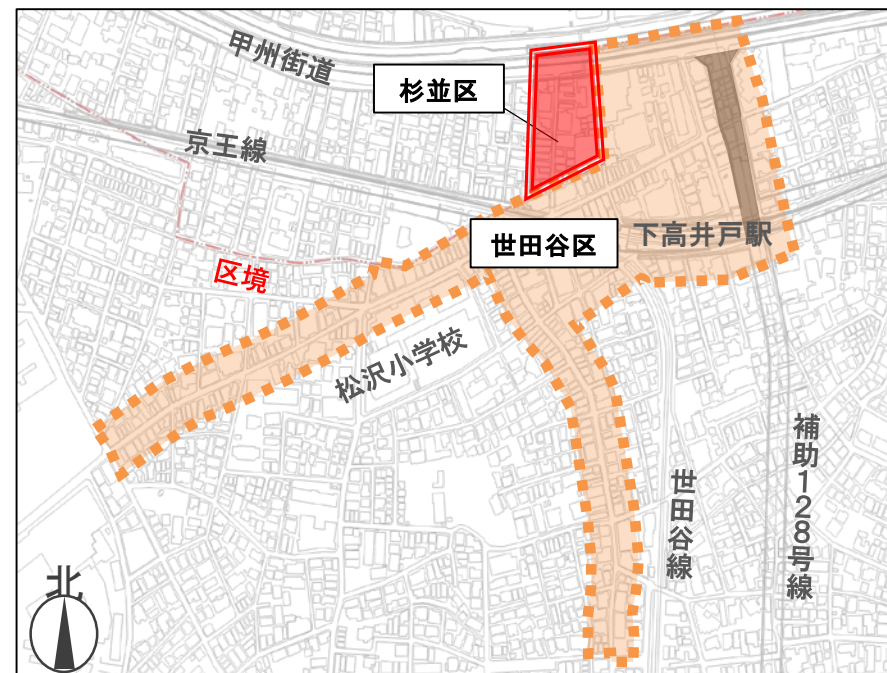 甲州街道
杉並区
京王線
世田谷区
下高井戸駅
区境
松沢小学校
補助128号線
世田谷線
北